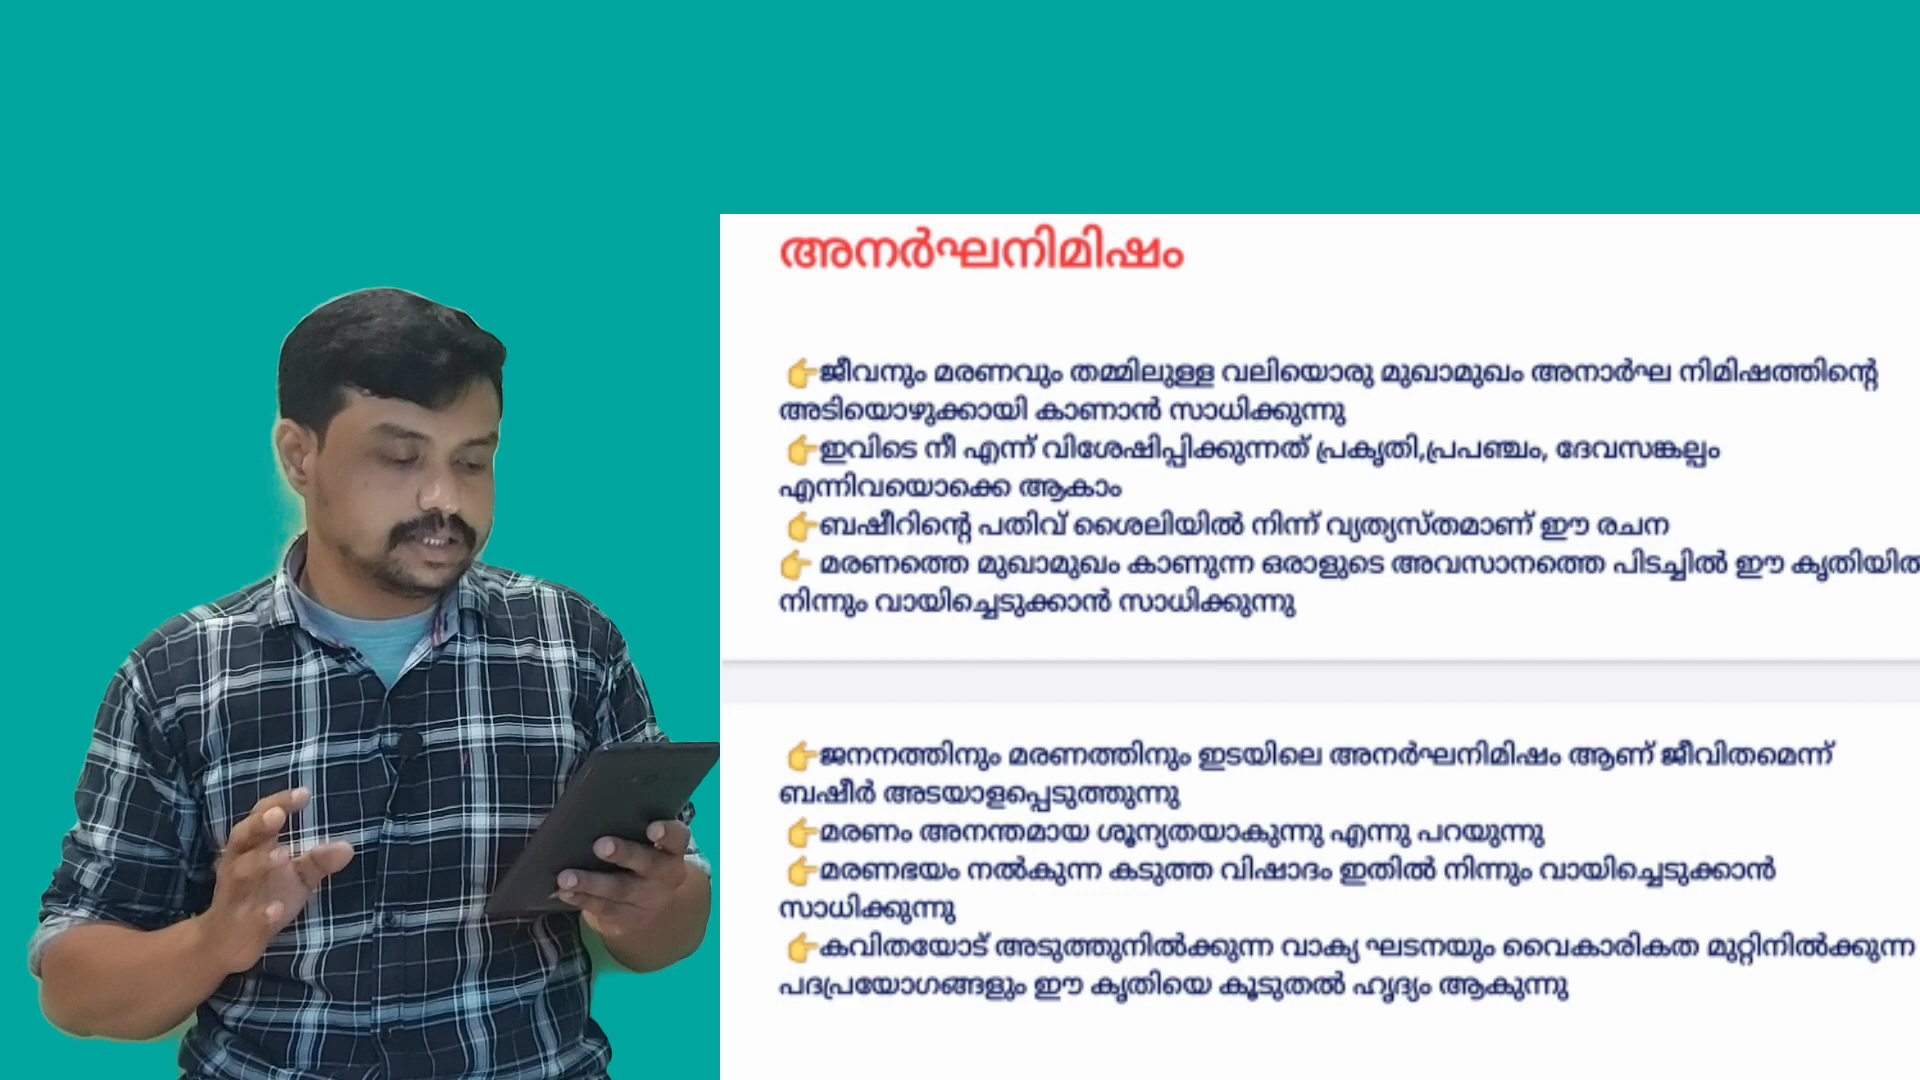 അനർഘനിമിഷം
👉ജീവനും മരണവും തമ്മിലുള്ള വലിയൊരു മുഖാമുഖം അനാർഘ നിമിഷത്തിന്റെ
അടിയൊഴുക്കായി കാണാൻ സാധിക്കുന്നു
👉ഇവിടെ നീ എന്ന് വിശേഷിപ്പിക്കുന്നത് പ്രകൃതി,പ്രപഞ്ചം, ദേവസങ്കല്പം
എന്നിവയൊക്കെ ആകാം
👉ബഷീറിന്റെ പതിവ് ശൈലിയിൽ നിന്ന് വ്യത്യസ്തമാണ് ഈ രചന
👉 മരണത്തെ മുഖാമുഖം കാണുന്ന ഒരാളുടെ അവസാനത്തെ പിടച്ചിൽ ഈ കൃതിയിൽ
നിന്നും വായിച്ചെടുക്കാൻ സാധിക്കുന്നു
👉ജനനത്തിനും മരണത്തിനും ഇടയിലെ അനർഘനിമിഷം ആണ് ജീവിതമെന്ന്
ബഷീർ അടയാളപ്പെടുത്തുന്നു
👉മരണം അനന്തമായ ശൂന്യതയാകുന്നു എന്നു പറയുന്നു
👉മരണഭയം നൽകുന്ന കടുത്ത വിഷാദം ഇതിൽ നിന്നും വായിച്ചെടുക്കാൻ
സാധിക്കുന്നു
👉കവിതയോട് അടുത്തുനിൽക്കുന്ന വാക്യ ഘടനയും വൈകാരികത മുറ്റിനിൽക്കുന്ന
പദപ്രയോഗങ്ങളും ഈ കൃതിയെ കൂടുതൽ ഹൃദ്യം ആകുന്നു